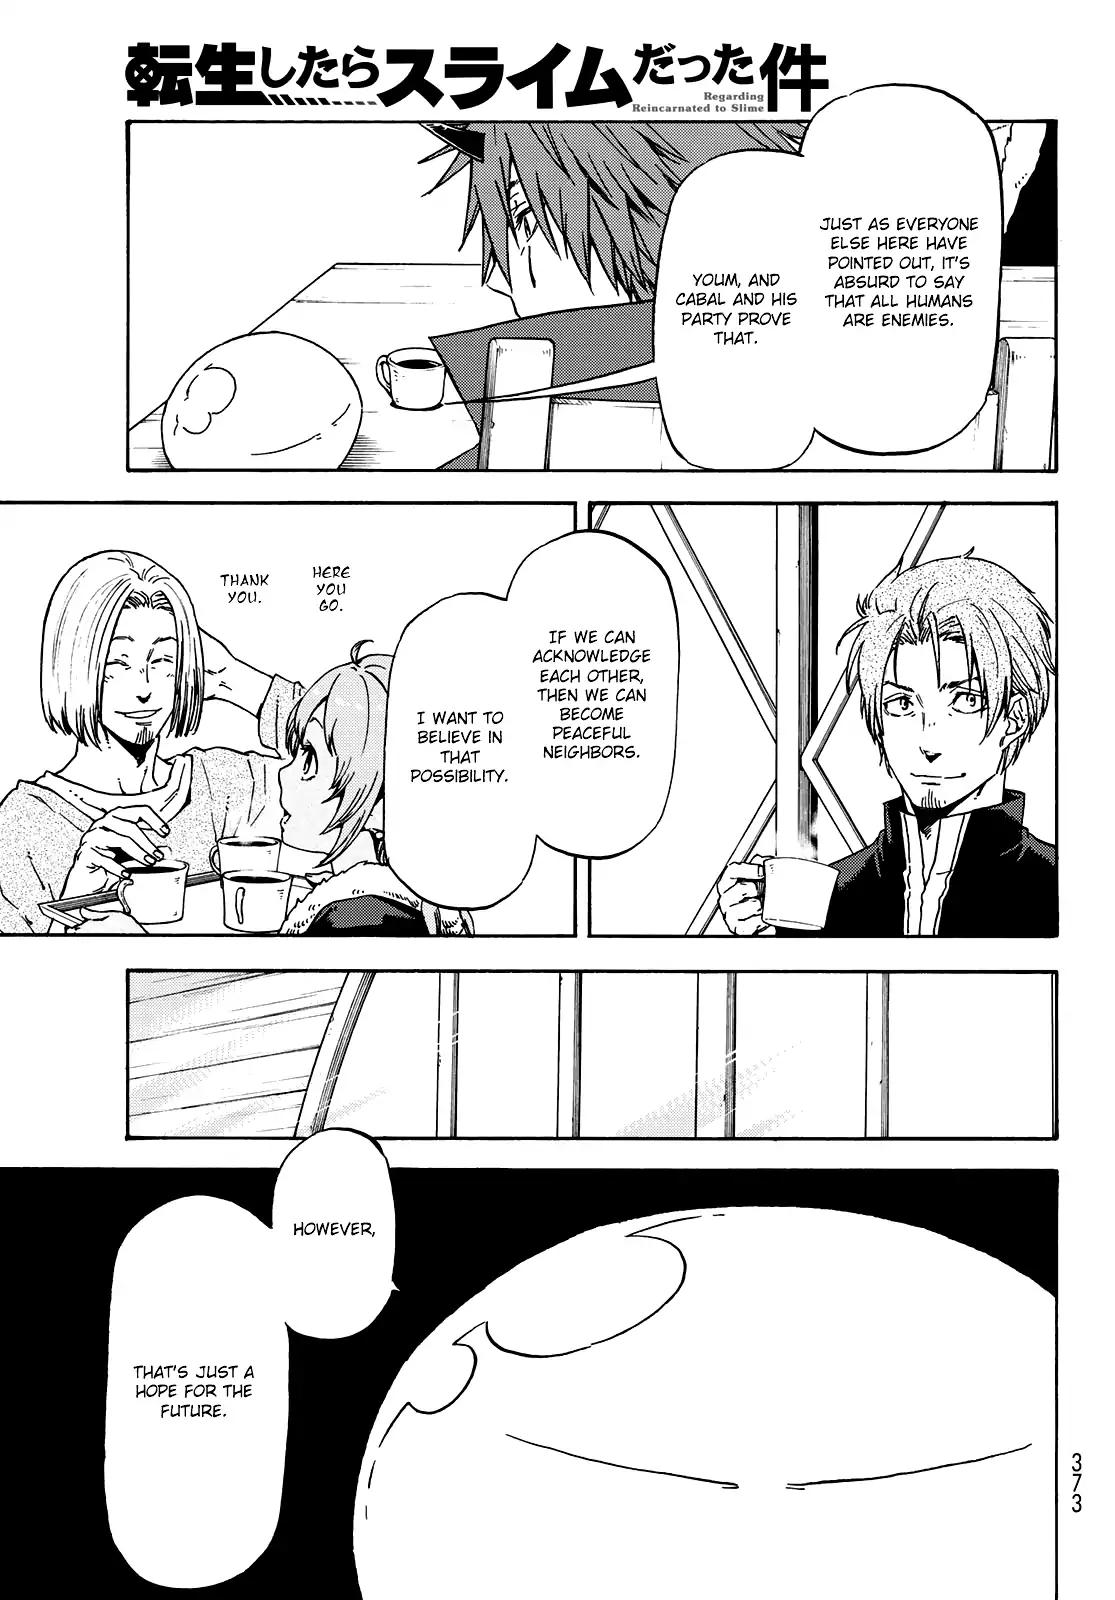 転生したらスライムだった件
Regarding
Reincarnated to Slime
JUST AS EVERYONE
ELSE HERE HAVE
POINTED OUT, IT'S
ABSURD TO SAY
THAT ALL HUMANS
ARE ENEMIES.
YOUM, AND
CABAL AND HIS
PARTY PROVE
THAT.
IF WE CAN
ACKNOWLEDGE
EACH OTHER,
THEN WE CAN
BECOME
PEACEFUL
NEIGHBORS.
I WANT TO
BELIEVE IN
THAT
POSSIBILITY.
HERE
YOU
GO.
THANK
YOU.
HOWEVER,
THAT'S JUST A
HOPE FOR THE
FUTURE.
373